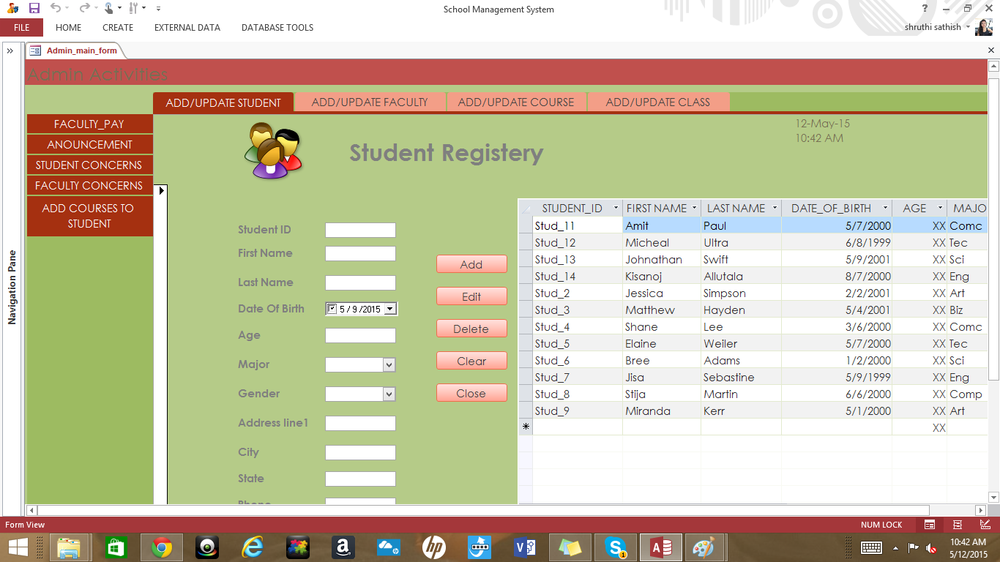 School Management System
?
FILE HOME CREATE EXTERNAL DATA DATABASE TOOLS
shruthi sathish
Admin_main_form
Admin Activities
ADD/UPDATE STUDENT ADD/UPDATE FACULTY ADD/UPDATE COURSE ADD/UPDATE CLASS
FACULTY_PAY
ANOUNCEMENT
STUDENT CONCERNS
FACULTY CONCERNS
ADD COURSES TO
STUDENT
Navigation Pane
12-May-15
10:42 AM
Student Registery
Student ID
First Name
Last Name
Date Of Birth 5 / 9 /2015
Age
Major
Gender
Address line1
City
State
Phone
Add
Edit
Delete
Clear
Close
STUDENT_ID FIRST NAME LAST NAME DATE_OF_BIRTH AGE MAJO
Stud_11 Amit Paul 5/7/2000 XX Comc
Stud_12 Micheal Ultra 6/8/1999 XX Tec
Stud_13 Johnathan Swift 5/9/2001 XX Sci
Stud_14 Kisanoj Allutala 8/7/2000 XX Eng
Stud_2 Jessica Simpson 2/2/2001 XX Art
Stud_3 Matthew Hayden 5/4/2001 XX Biz
Stud_4 Shane Lee 3/6/2000 XX Comc
Stud_5 Elaine Weiler 5/7/2000 XX Tec
Stud_6 Bree Adams 1/2/2000 XX Sci
Stud_7 Jisa Sebastine 5/9/1999 XX Eng
Stud_8 Stija Martin 6/6/2000 XX Comp
Stud_9 Miranda Kerr 5/1/2000 XX Art
* XX
Form View
NUM LOCK
10:42 AM
5/12/2015